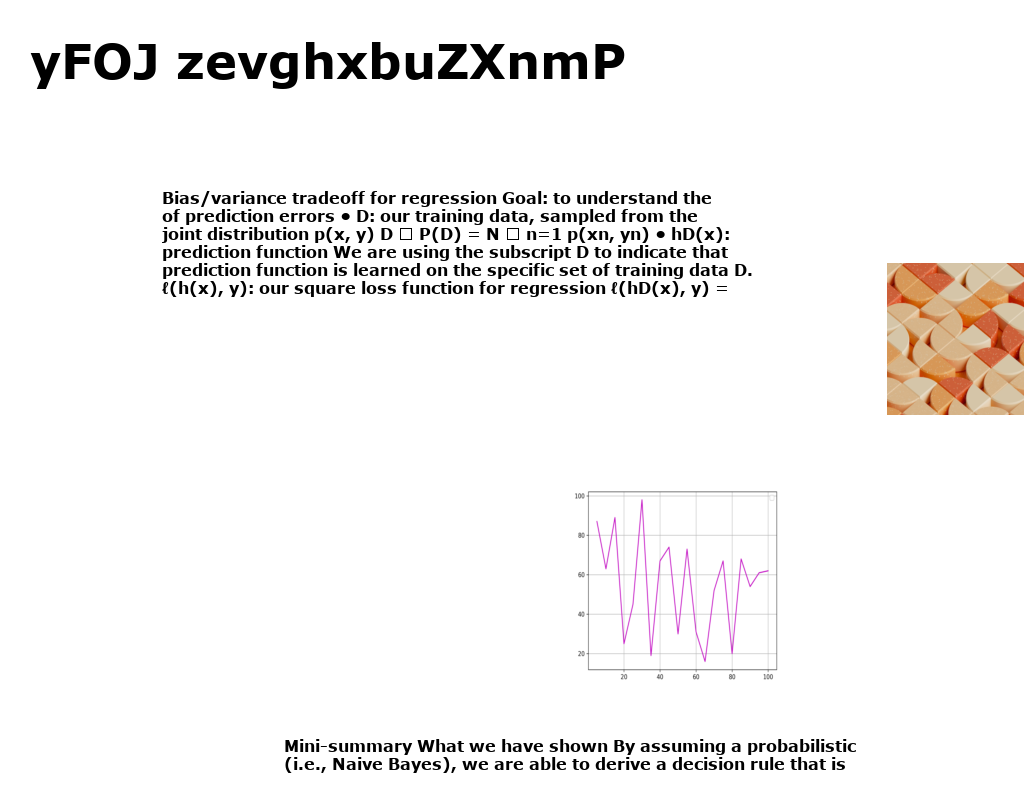 yFOJ zevghxbuZXnmP
Bias/variance tradeoff for regression Goal: to understand the
of prediction errors ● D: our training data, sampled from the
joint distribution p(x, y) D □ P(D) = N □ n=1 p(xn, yn) ● hD(x):
prediction function We are using the subscript D to indicate that
prediction function is learned on the specific set of training data D.
ℓ(h(x), y): our square loss function for regression ℓ(hD(x), y) =
100
80
60
40
20
20 40 60 80 100
Mini-summary What we have shown By assuming a probabilistic
(i.e., Naive Bayes), we are able to derive a decision rule that is